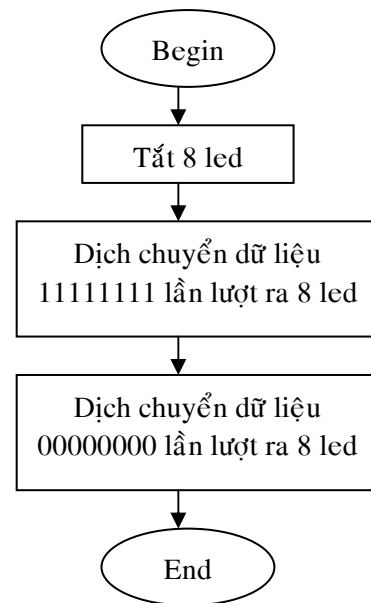 Begin
Tắt 8 led
Dịch chuyển dữ liệu
11111111 lần lượt ra 8 led
Dịch chuyển dữ liệu
00000000 lần lượt ra 8 led
End